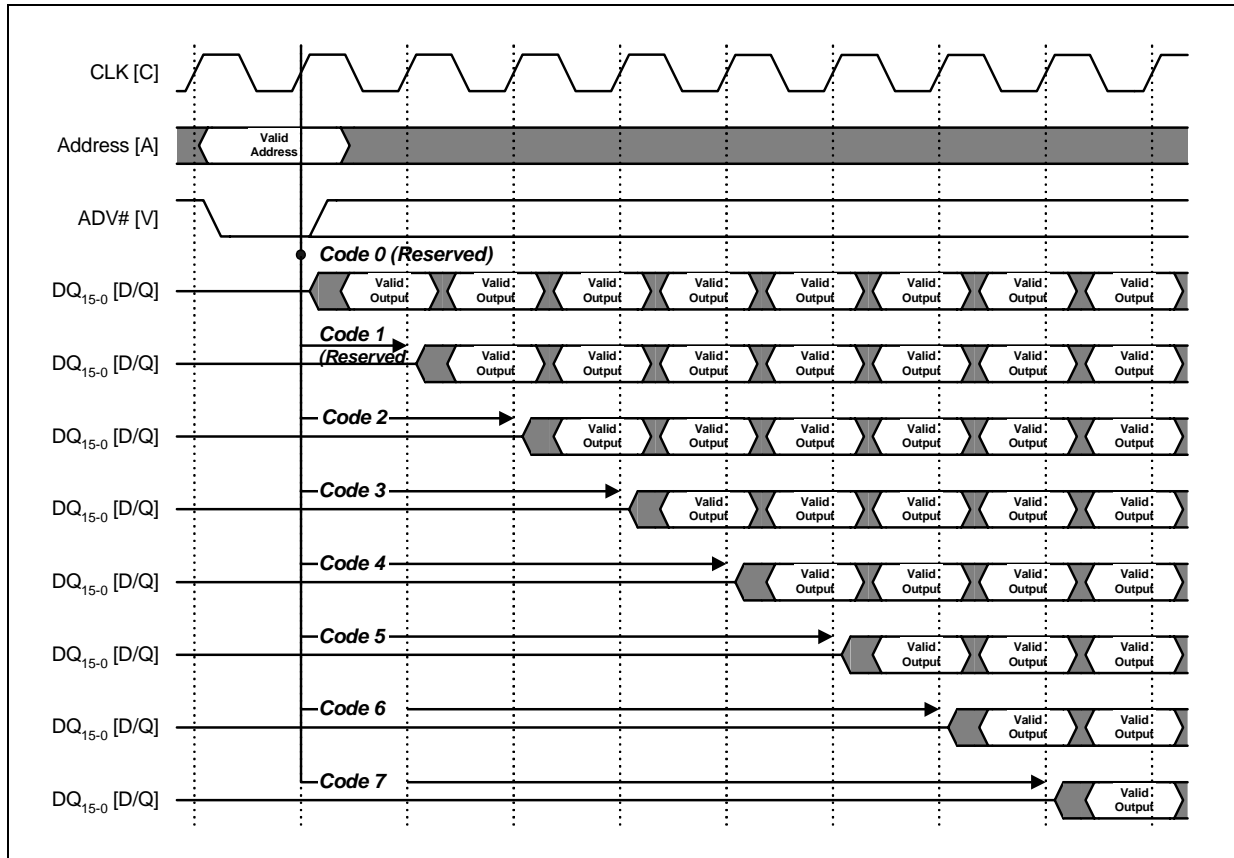 CLK [C]
Address [A]
Valid
Address
ADV# [V]
Code 0 (Reserved)
DQ15-0 [D/Q]
Valid Valid Valid Valid Valid Valid Valid Valid
Output Output Output Output Output Output Output Output
Code 1
(Reserved
DQ15-0 [D/Q]
Valid Valid Valid Valid Valid Valid Valid
Output Output Output Output Output Output Output
Code 2
DQ15-0 [D/Q]
Valid Valid Valid Valid Valid Valid
Output Output Output Output Output Output
Code 3
DQ15-0 [D/Q]
Valid Valid Valid Valid Valid
Output Output Output Output Output
Code 4
DQ15-0 [D/Q]
Valid Valid Valid Valid
Output Output Output Output
Code 5
DQ15-0 [D/Q]
Valid Valid Valid
Output Output Output
Code 6
DQ15-0 [D/Q]
Valid Valid
Output Output
Code 7
DQ15-0 [D/Q]
Valid
Output